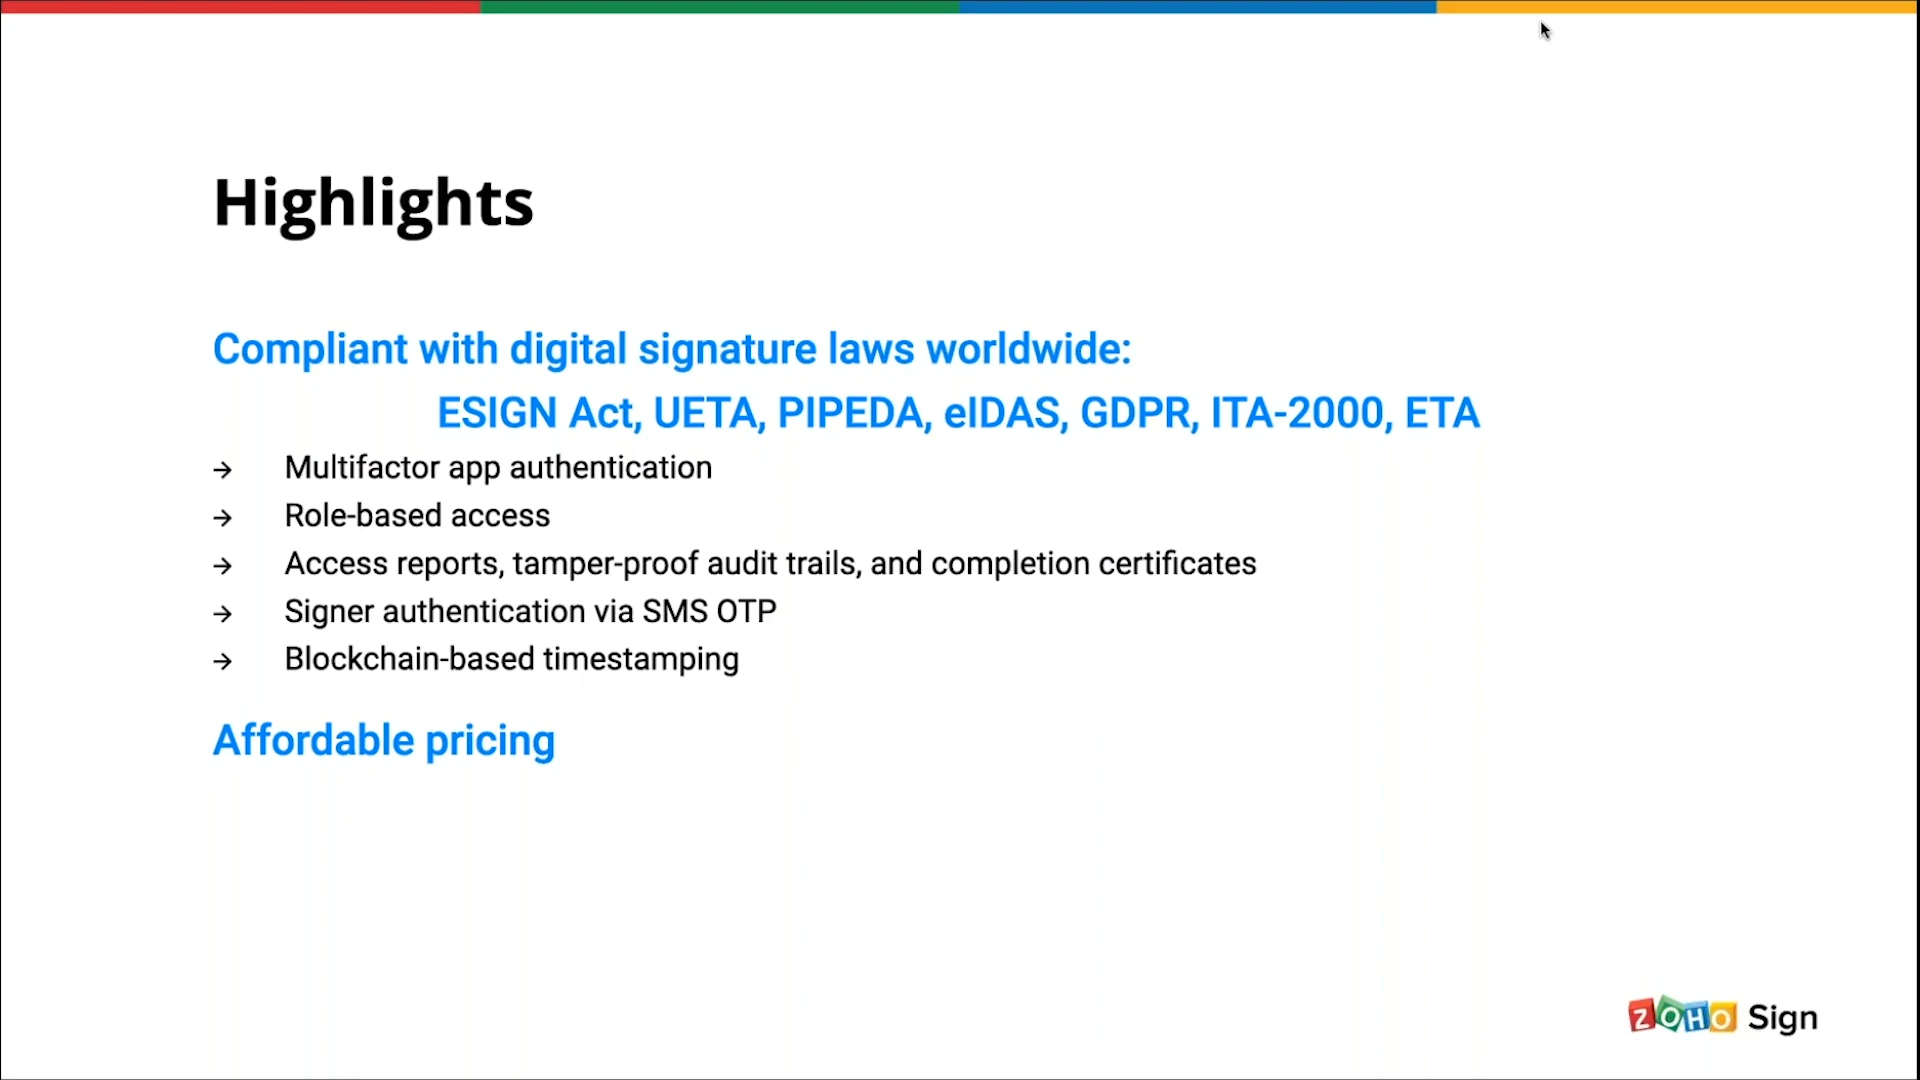 Highlights
Compliant with digital signature laws worldwide:
ESIGN Act, UETA, PIPEDA, eIDAS, GDPR, ITA-2000, ETA
→ Multifactor app authentication
→ Role-based access
→ Access reports, tamper-proof audit trails, and completion certificates
→ Signer authentication via SMS OTP
→ Blockchain-based timestamping
Affordable pricing
ZOHO Sign